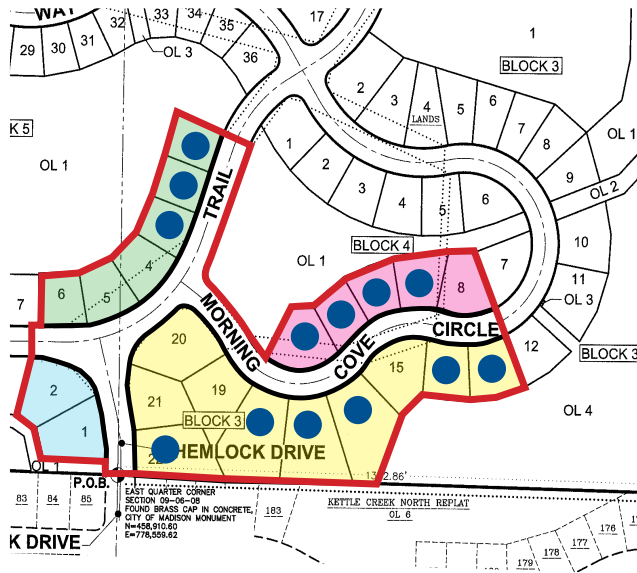 WAY
32
33
34
35
17
29
30
31
OL 3
36
1
BLOCK 3
2
3
4
5
6
7
8
LANDS
K 5
OL 1
OL 1
1
2
3
4
5
6
9
OL 2
TRAIL
BLOCK 4
10
OL 1
7
11
OL 3
4
5
6
7
8
MORNING
COVE
CIRCLE
12
BLOCK 3
20
19
15
21
BLOCK 3
22
HEMLOCK DRIVE
2
1
OL 4
OL 1
P.O.B.
EAST QUARTER CORNER
SECTION 09-06-08
FOUND BRASS CAP IN CONCRETE,
CITY OF MADISON MONUMENT
N=458,910.60
E=778,559.62
83
84
85
183
KETTLE CREEK NORTH REPLAT
OL 6
176
177
178
179
K DRIVE